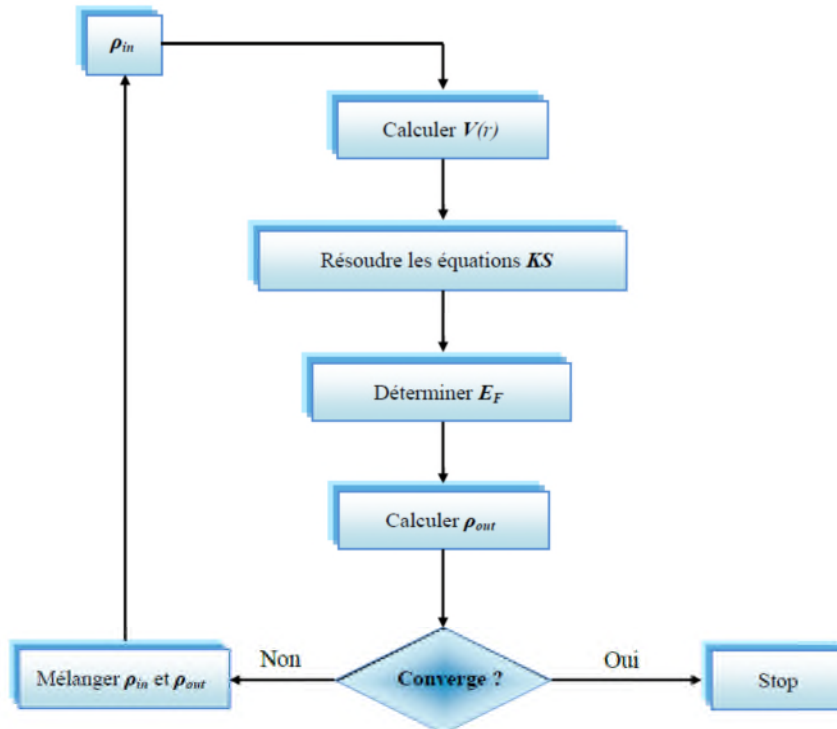 ρin
Calculer V(r)
Résoudre les équations KS
Déterminer EF
Calculer ρout
Converge ?
Non
Oui
Mélanger ρin et ρout
Stop